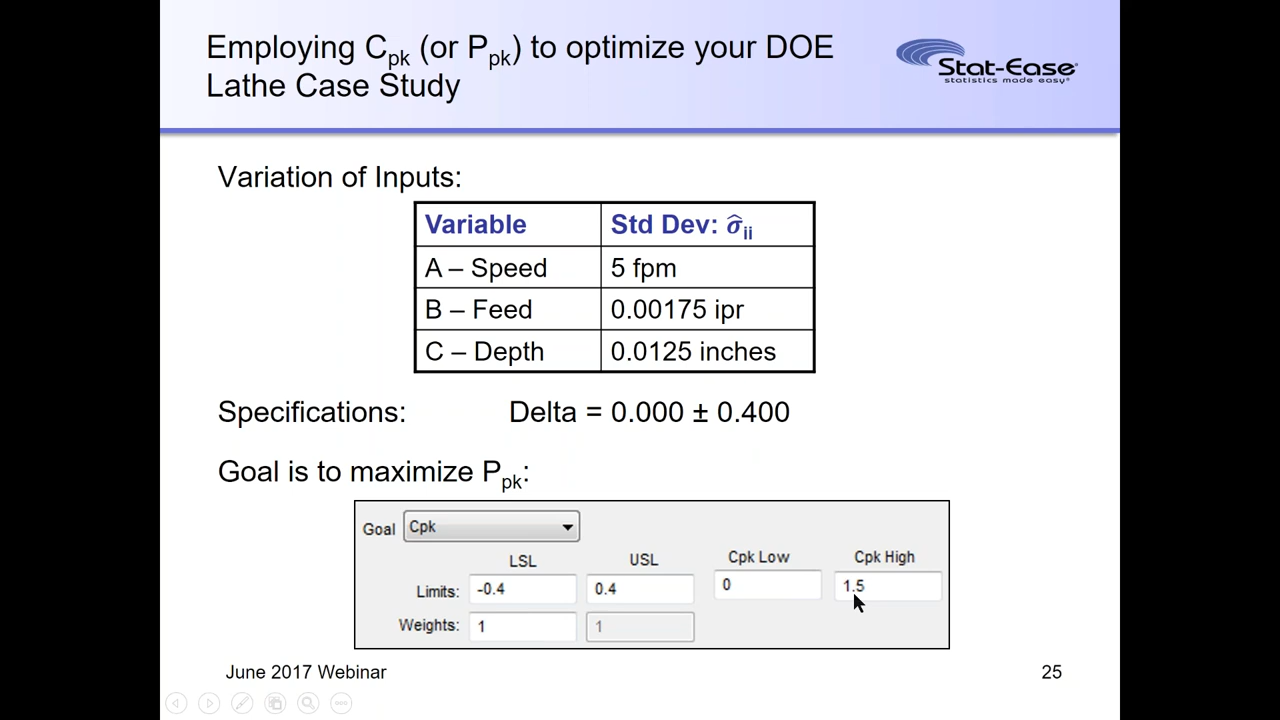 Employing Cpk (or Ppk) to optimize your DOE
Lathe Case Study
Stat-Ease®
statistics made easy®
Variation of Inputs:
Variable Std Dev: σ̂ii
A – Speed 5 fpm
B – Feed 0.00175 ipr
C – Depth 0.0125 inches
Specifications: Delta = 0.000 ± 0.400
Goal is to maximize Ppk:
Goal Cpk
LSL USL Cpk Low Cpk High
Limits: -0.4 0.4 0 1.5
Weights: 1 1
June 2017 Webinar 25